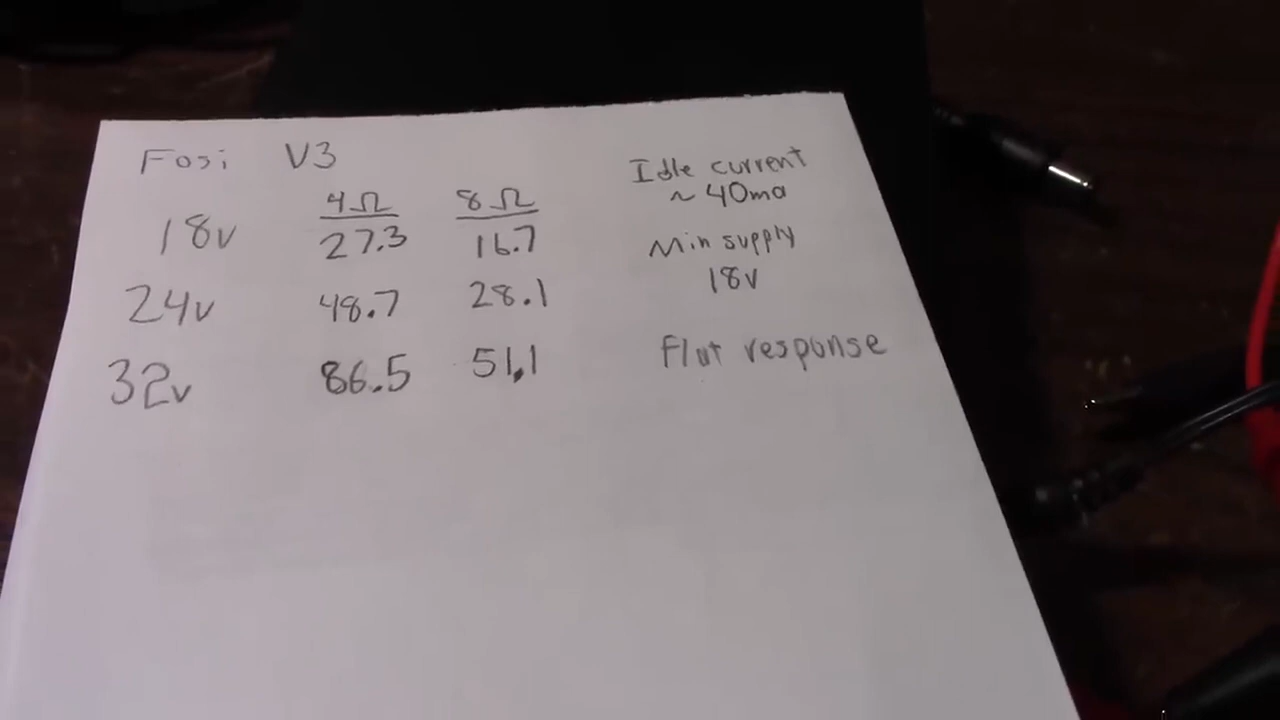 Fosi V3
4Ω 8Ω
18v 27.3 16.7
24v 48.7 28.1
32v 86.5 51.1
Idle current
~ 40ma
Min supply
18v
Flat response